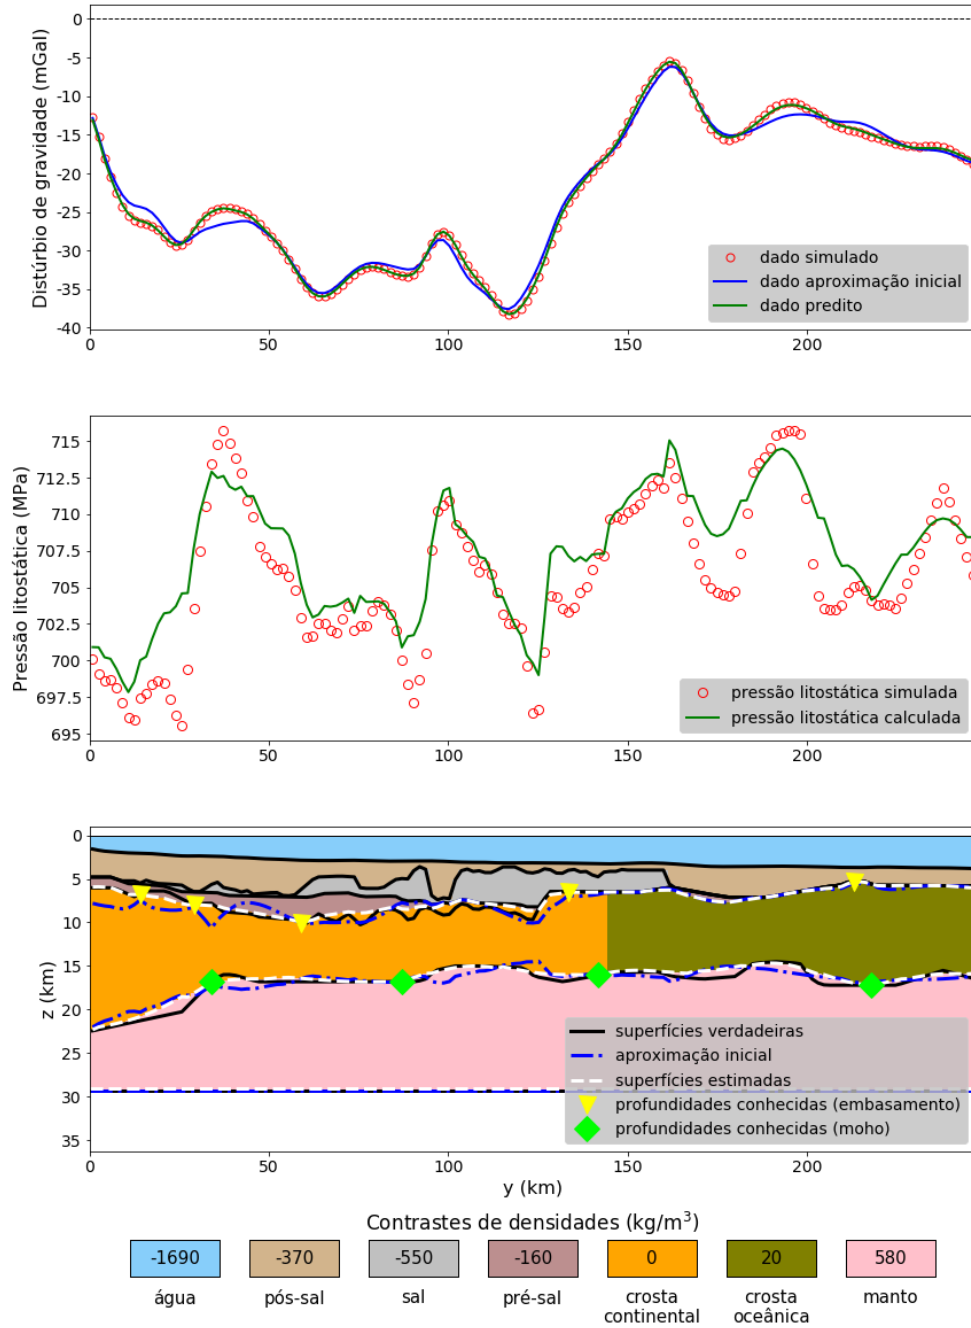 Distúrbio de gravidade (mGal)
0
-5
-10
-15
-20
-25
-30
-35
-40
0
50
100
150
200
dado simulado
dado aproximação inicial
dado predito
Pressão litostática (MPa)
715
712.5
710
707.5
705
702.5
700
697.5
695
0
50
100
150
200
pressão litostática simulada
pressão litostática calculada
z (km)
0
5
10
15
20
25
30
35
0
50
100
150
200
y (km)
superfícies verdadeiras
aproximação inicial
superfícies estimadas
profundidades conhecidas (embasamento)
profundidades conhecidas (moho)
Contrastes de densidades (kg/m³)
-1690
-370
-550
-160
0
20
580
água
pós-sal
sal
pré-sal
crosta
continental
crosta
oceânica
manto